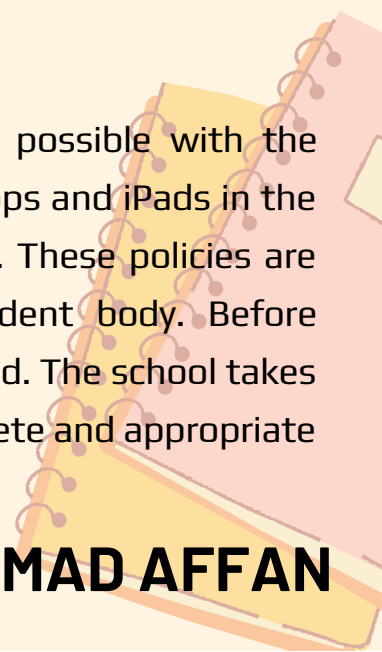 possible with the
ps and iPads in the
. These policies are
dent body. Before
d. The school takes
ete and appropriate
MAD AFFAN